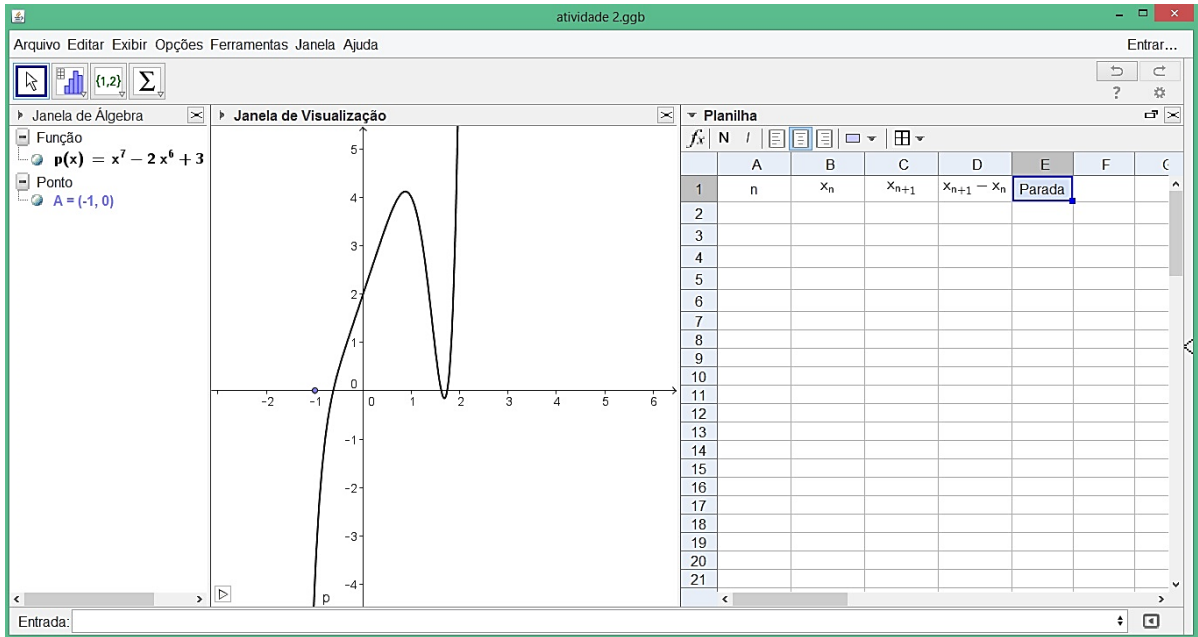 atividade 2.ggb
Arquivo Editar Exibir Opções Ferramentas Janela Ajuda
Entrar...
{1,2} Σ
?
Janela de Álgebra
Função
p(x) = x⁷ − 2 x⁶ + 3
Ponto
A = (-1, 0)
Janela de Visualização
5
4
3
2
1
0
-2 -1 0 1 2 3 4 5 6
-1
-2
-3
-4
p
Planilha
fx N I
A B C D E F G
1 n xₙ xₙ₊₁ xₙ₊₁ − xₙ Parada
2
3
4
5
6
7
8
9
10
11
12
13
14
15
16
17
18
19
20
21
Entrada: